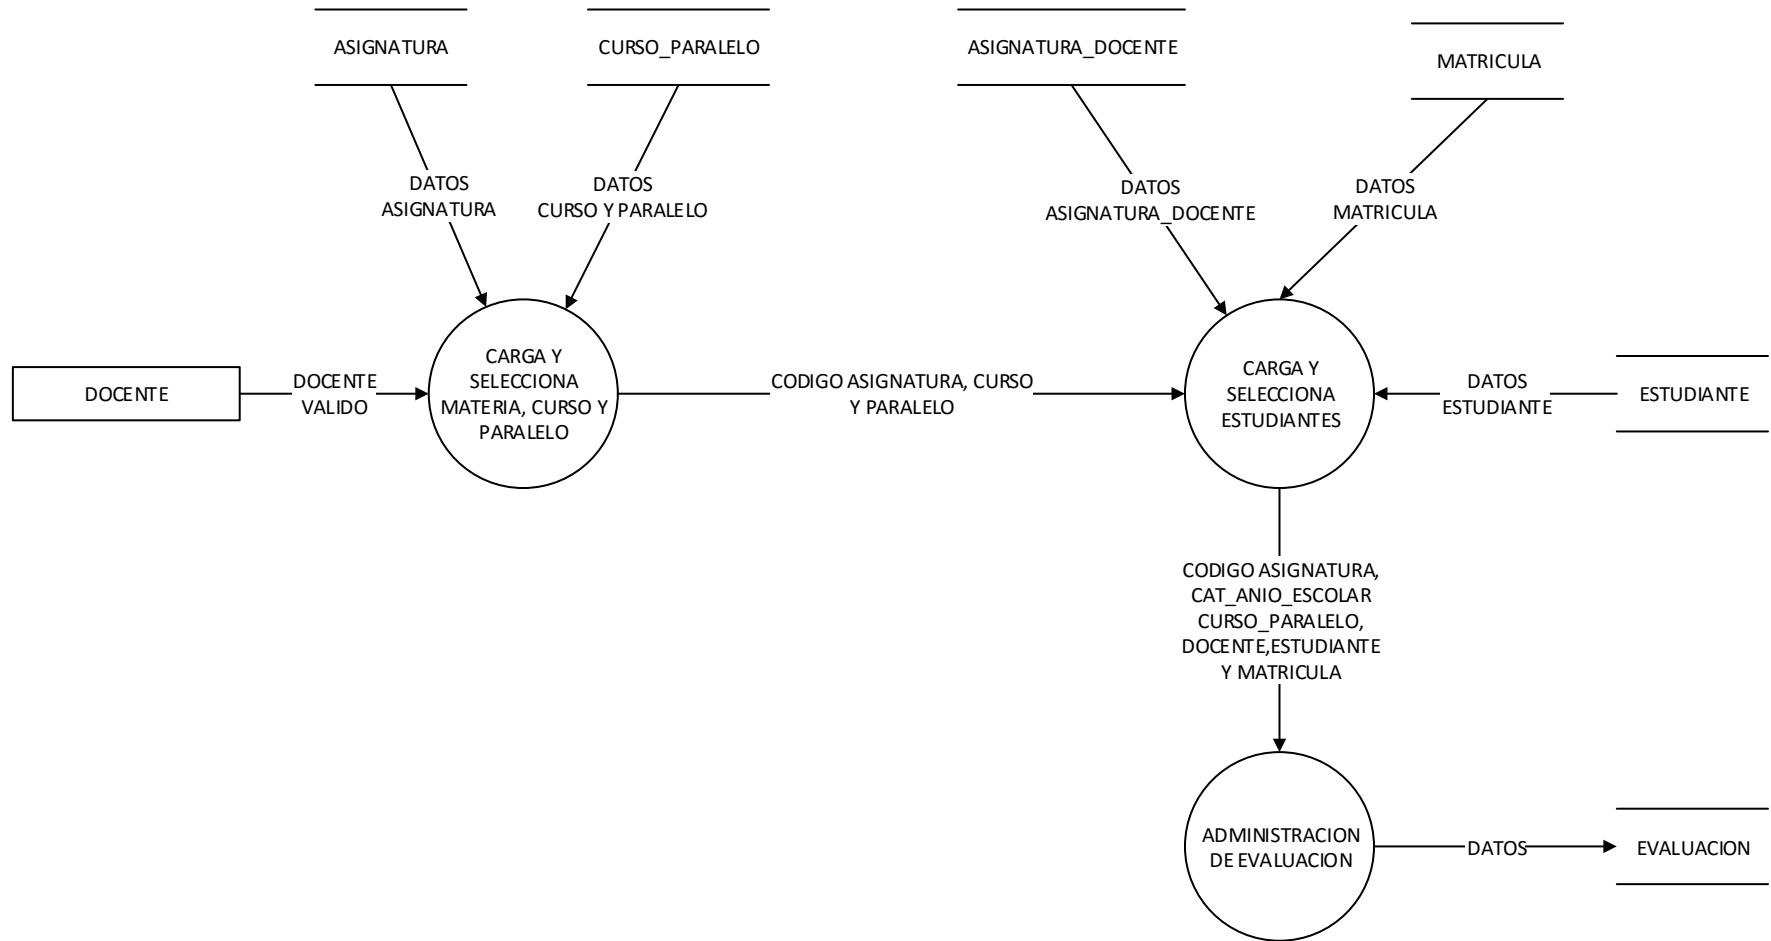 ASIGNATURA
CURSO_PARALELO
ASIGNATURA_DOCENTE
MATRICULA
DATOS
ASIGNATURA
DATOS
CURSO Y PARALELO
DATOS
ASIGNATURA_DOCENTE
DATOS
MATRICULA
DOCENTE
DOCENTE
VALIDO
CARGA Y
SELECCIONA
MATERIA, CURSO Y
PARALELO
CODIGO ASIGNATURA, CURSO
Y PARALELO
CARGA Y
SELECCIONA
ESTUDIANTES
DATOS
ESTUDIANTE
ESTUDIANTE
CODIGO ASIGNATURA,
CAT_ANIO_ESCOLAR
CURSO_PARALELO,
DOCENTE,ESTUDIANTE
Y MATRICULA
ADMINISTRACION
DE EVALUACION
DATOS
EVALUACION